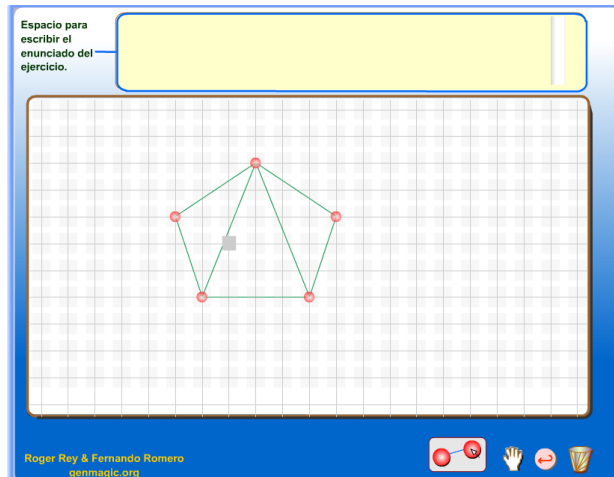 Espacio para
escribir el
enunciado del
ejercicio.
Roger Rey & Fernando Romero
genmagic.org